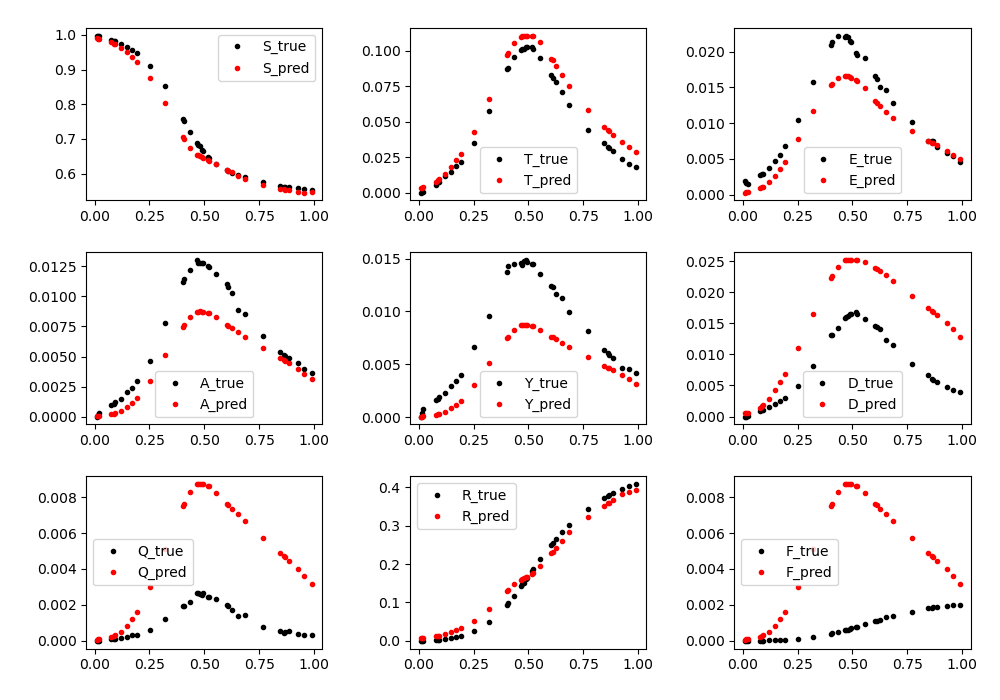 1.0
0.9
0.8
0.7
0.6
S_true
S_pred
0.00 0.25 0.50 0.75 1.00
0.100
0.075
0.050
0.025
0.000
T_true
T_pred
0.00 0.25 0.50 0.75 1.00
0.020
0.015
0.010
0.005
0.000
E_true
E_pred
0.00 0.25 0.50 0.75 1.00
0.0125
0.0100
0.0075
0.0050
0.0025
0.0000
A_true
A_pred
0.00 0.25 0.50 0.75 1.00
0.015
0.010
0.005
0.000
Y_true
Y_pred
0.00 0.25 0.50 0.75 1.00
0.025
0.020
0.015
0.010
0.005
0.000
D_true
D_pred
0.00 0.25 0.50 0.75 1.00
0.008
0.006
0.004
0.002
0.000
Q_true
Q_pred
0.00 0.25 0.50 0.75 1.00
0.4
0.3
0.2
0.1
0.0
R_true
R_pred
0.00 0.25 0.50 0.75 1.00
0.008
0.006
0.004
0.002
0.000
F_true
F_pred
0.00 0.25 0.50 0.75 1.00